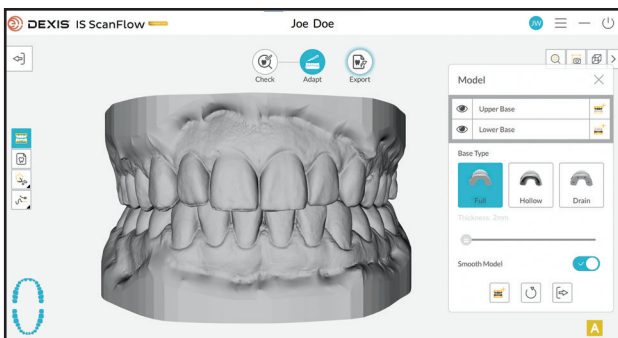 DEXIS IS ScanFlow
Joe Doe
JW
Check
Adapt
Export
Model
Upper Base
Lower Base
Base Type
Full
Hollow
Drain
Thickness: 2mm
Smooth Model
A